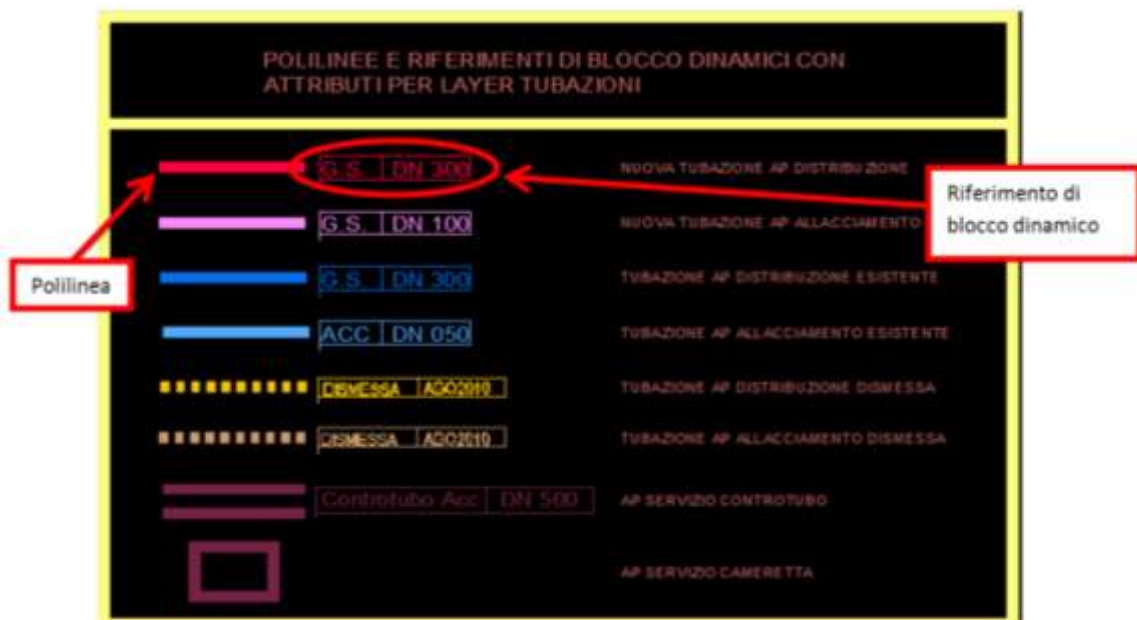 POLILINEE E RIFERIMENTI DI BLOCCO DINAMICI CON
ATTRIBUTI PER LAYER TUBAZIONI
G.S. DN 300 NUOVA TUBAZIONE AP DISTRIBUZIONE
Riferimento di
blocco dinamico
G.S. DN 100 NUOVA TUBAZIONE AP ALLACCIAMENTO
Polilinea
G.S. DN 300 TUBAZIONE AP DISTRIBUZIONE ESISTENTE
ACC DN 050 TUBAZIONE AP ALLACCIAMENTO ESISTENTE
DISMESSA AGO2010 TUBAZIONE AP DISTRIBUZIONE DISMESSA
DISMESSA AGO2010 TUBAZIONE AP ALLACCIAMENTO DISMESSA
Controtubo Acc DN 500 AP SERVIZIO CONTROTUBO
AP SERVIZIO CAMERETTA